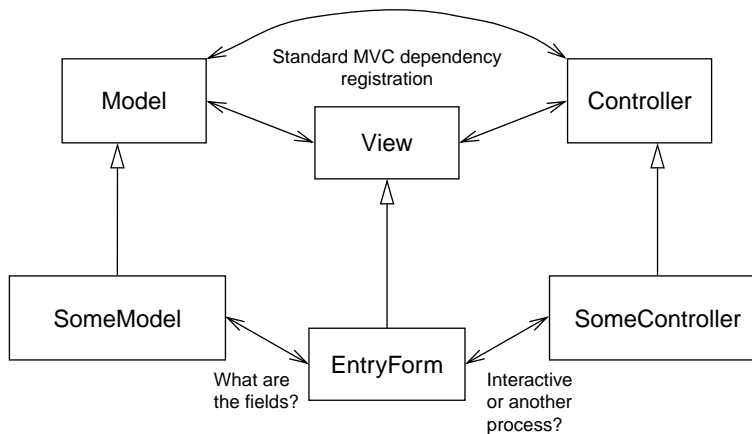 Standard MVC dependency
registration
Model
View
Controller
SomeModel
EntryForm
SomeController
What are
the fields?
Interactive
or another
process?